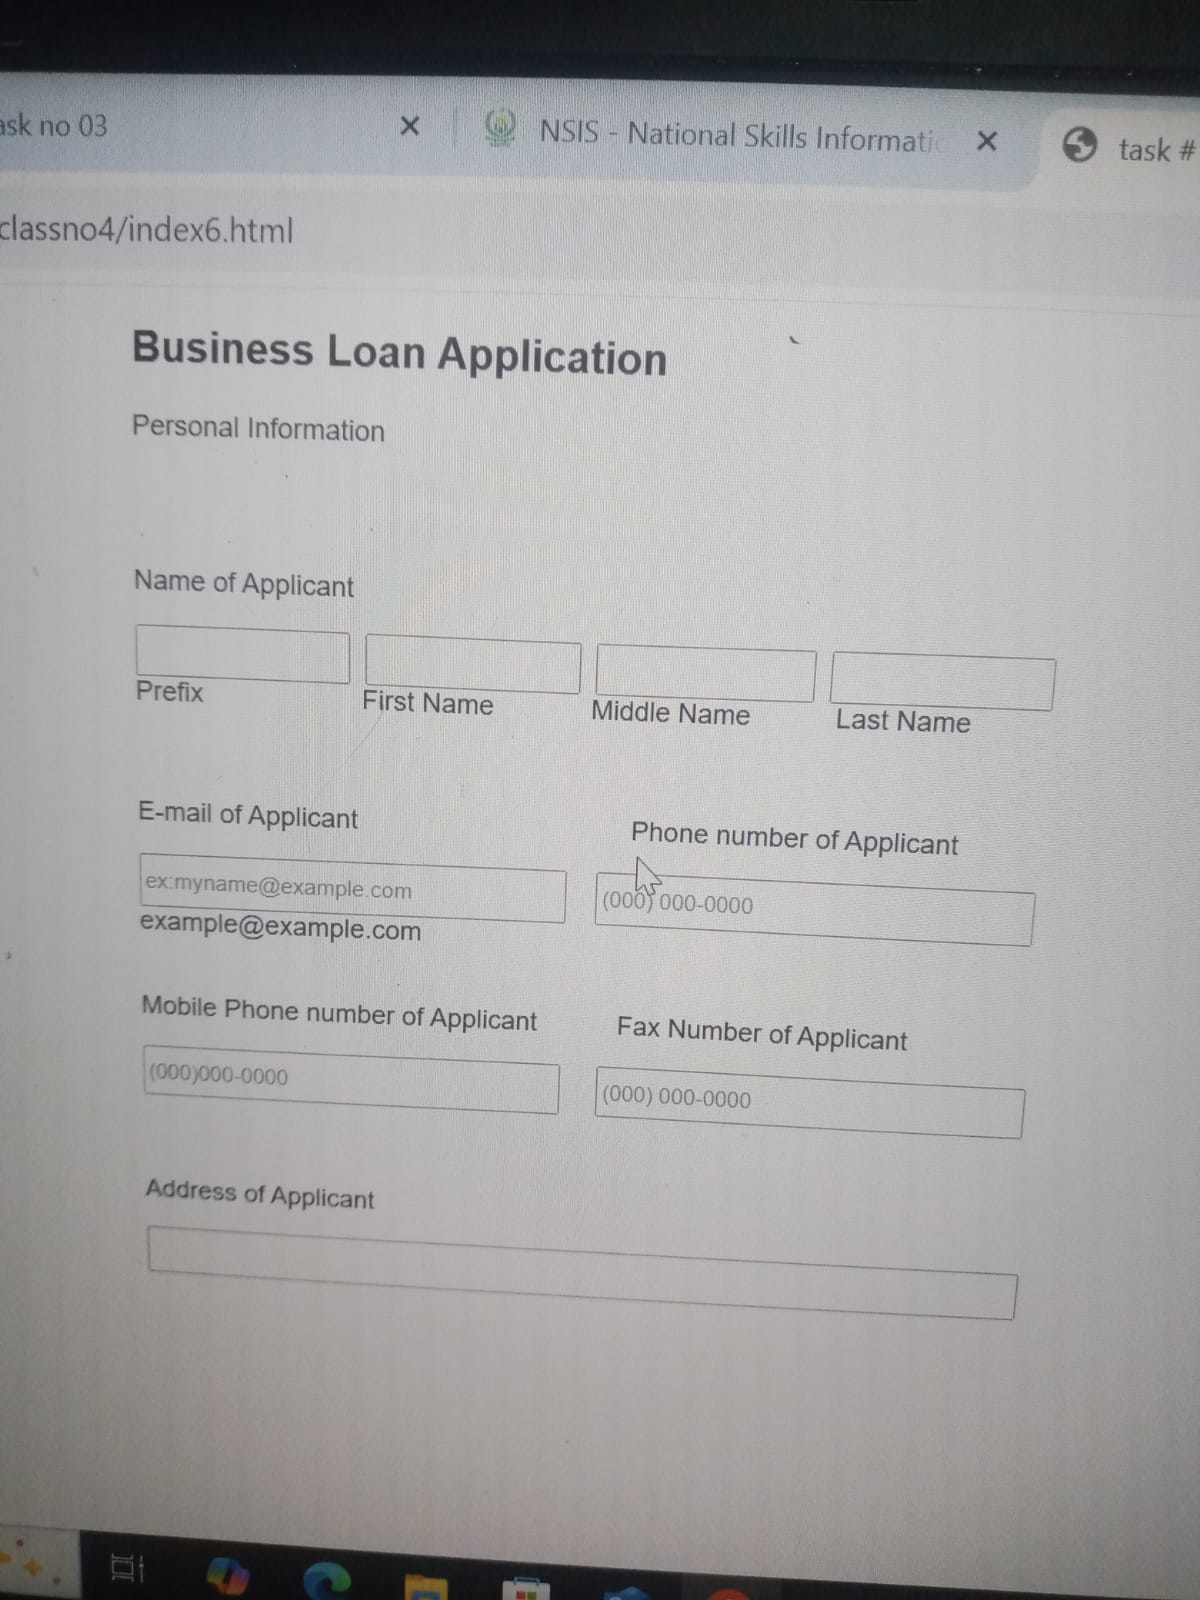 ask no 03
NSIS - National Skills Informati
task #
classno4/index6.html
Business Loan Application
Personal Information
Name of Applicant
Prefix First Name Middle Name Last Name
E-mail of Applicant Phone number of Applicant
ex:myname@example.com (000) 000-0000
example@example.com
Mobile Phone number of Applicant Fax Number of Applicant
(000)000-0000 (000) 000-0000
Address of Applicant